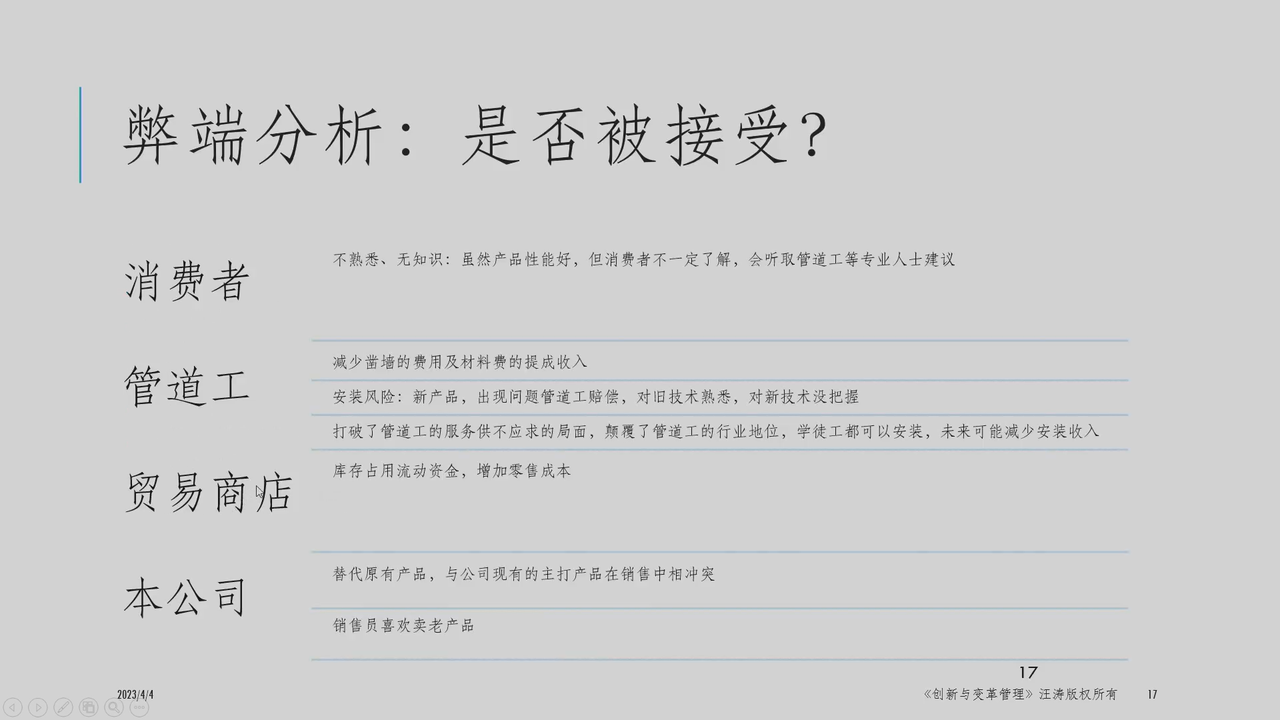 弊端分析：是否被接受？
消费者
不熟悉、无知识：虽然产品性能好，但消费者不一定了解，会听取管道工等专业人士建议
管道工
减少凿墙的费用及材料费的提成收入
安装风险：新产品，出现问题管道工赔偿，对旧技术熟悉，对新技术没把握
打破了管道工的服务供不应求的局面，颠覆了管道工的行业地位，学徒工都可以安装，未来可能减少安装收入
贸易商店
库存占用流动资金，增加零售成本
本公司
替代原有产品，与公司现有的主打产品在销售中相冲突
销售员喜欢卖老产品
17
2023/4/4
《创新与变革管理》汪涛版权所有
17